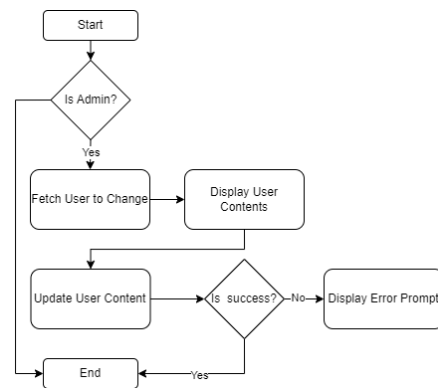 Start
Is Admin?
Yes
Fetch User to Change
Display User
Contents
Update User Content
Is success?
No
Display Error Prompt
End
Yes